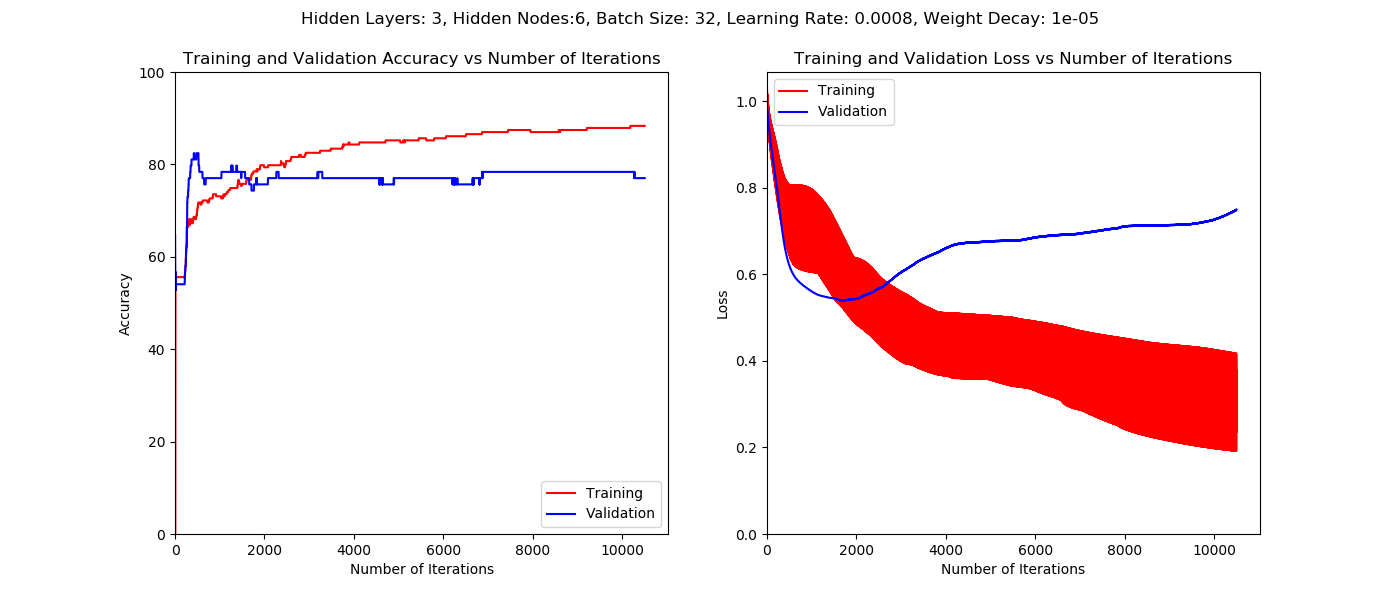 Hidden Layers: 3, Hidden Nodes:6, Batch Size: 32, Learning Rate: 0.0008, Weight Decay: 1e-05
Training and Validation Accuracy vs Number of Iterations
100
80
60
40
20
0
Accuracy
0 2000 4000 6000 8000 10000
Number of Iterations
Training
Validation
Training and Validation Loss vs Number of Iterations
Training
Validation
1.0
0.8
0.6
0.4
0.2
0.0
Loss
0 2000 4000 6000 8000 10000
Number of Iterations